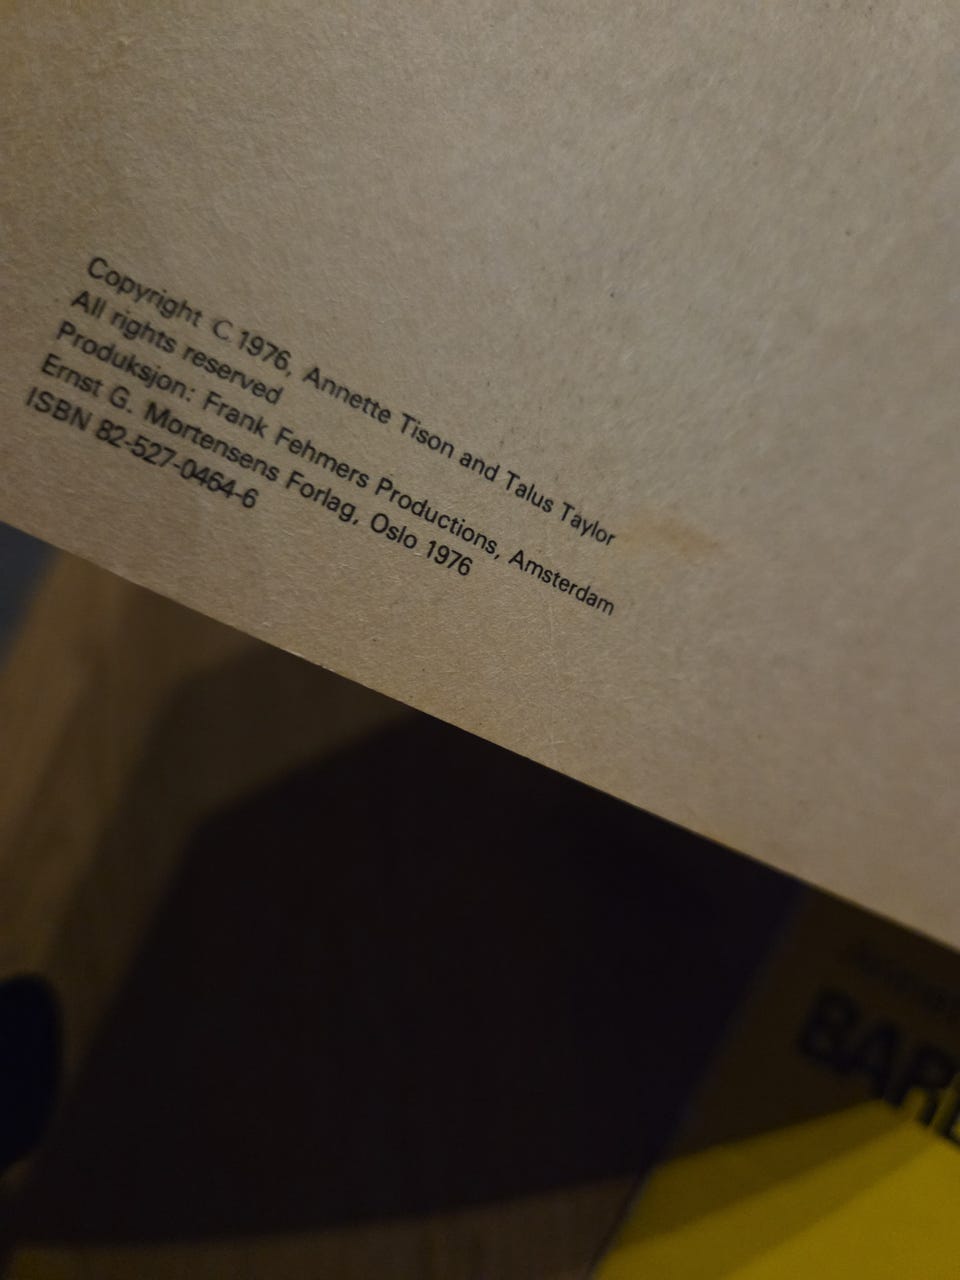 Copyright C 1976, Annette Tison and Talus Taylor
All rights reserved
Produksjon: Frank Fehmers Productions, Amsterdam
Ernst G. Mortensens Forlag, Oslo 1976
ISBN 82-527-0464-6